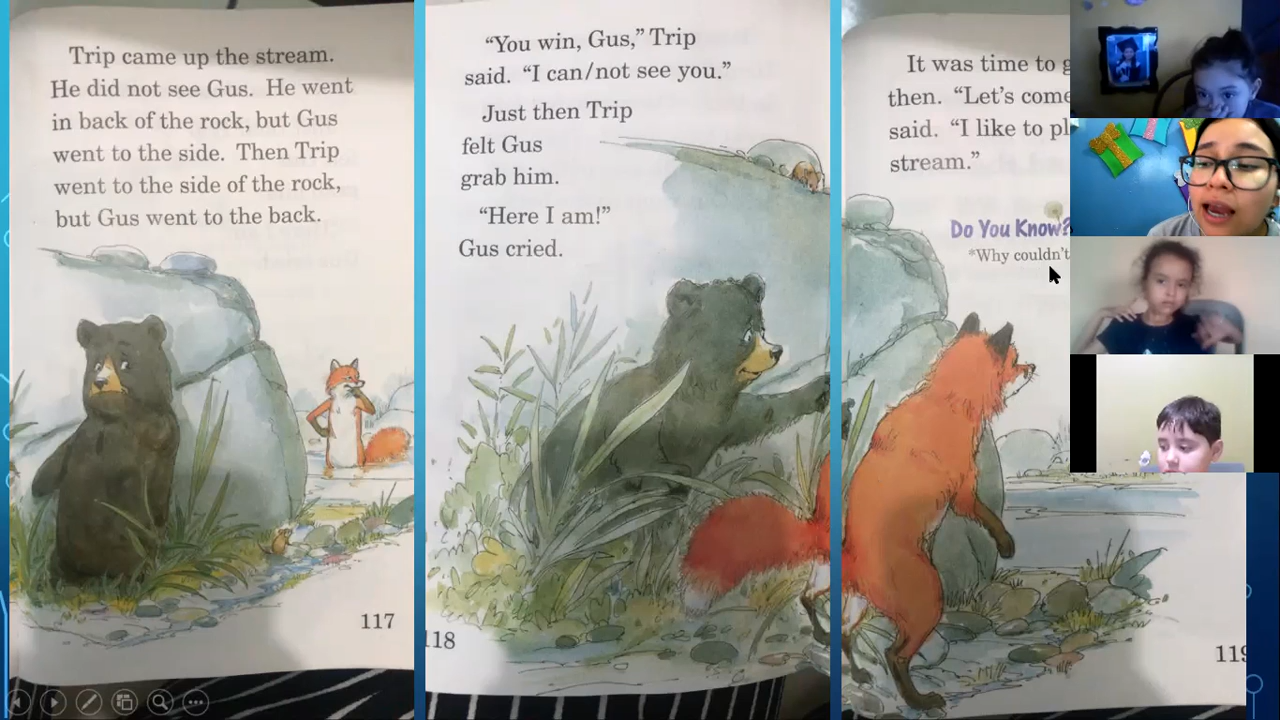 Trip came up the stream.
He did not see Gus. He went
in back of the rock, but Gus
went to the side. Then Trip
went to the side of the rock,
but Gus went to the back.
117
“You win, Gus,” Trip
said. “I can/not see you.”
Just then Trip
felt Gus
grab him.
“Here I am!”
Gus cried.
118
It was time to g
then. “Let’s come
said. “I like to pl
stream.”
Do You Know?
*Why couldn’t
119